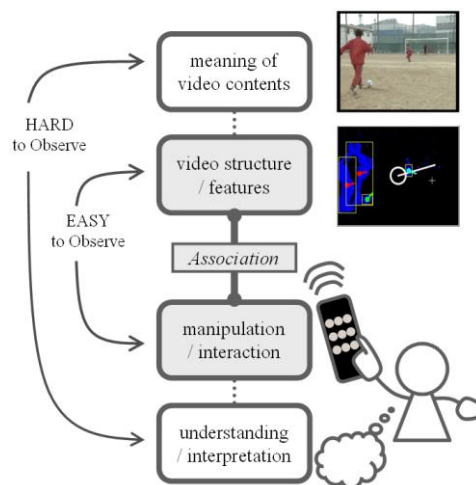 meaning of
video contents
HARD
to Observe
video structure
/ features
EASY
to Observe
Association
manipulation
/ interaction
understanding
/ interpretation